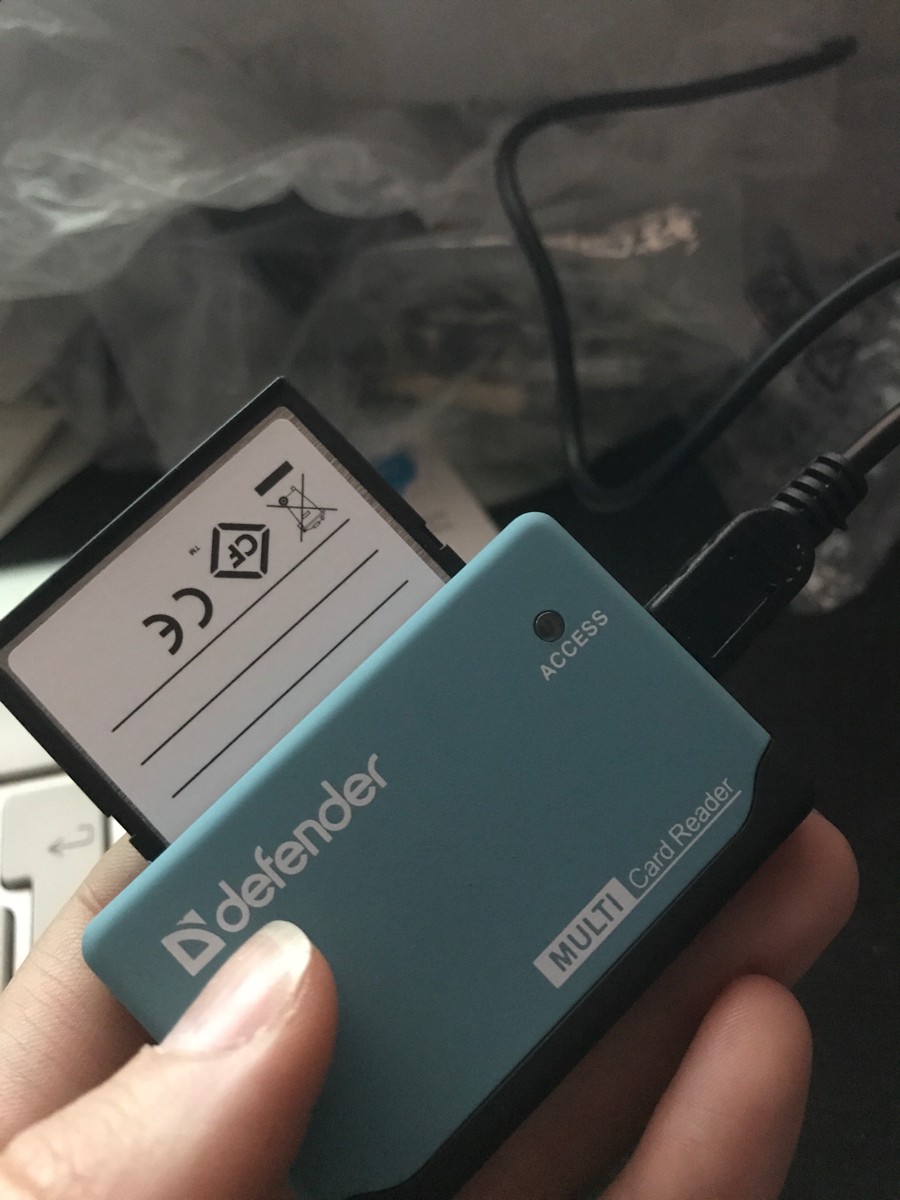 CF
TM
CE
ACCESS
defender
MULTI Card Reader